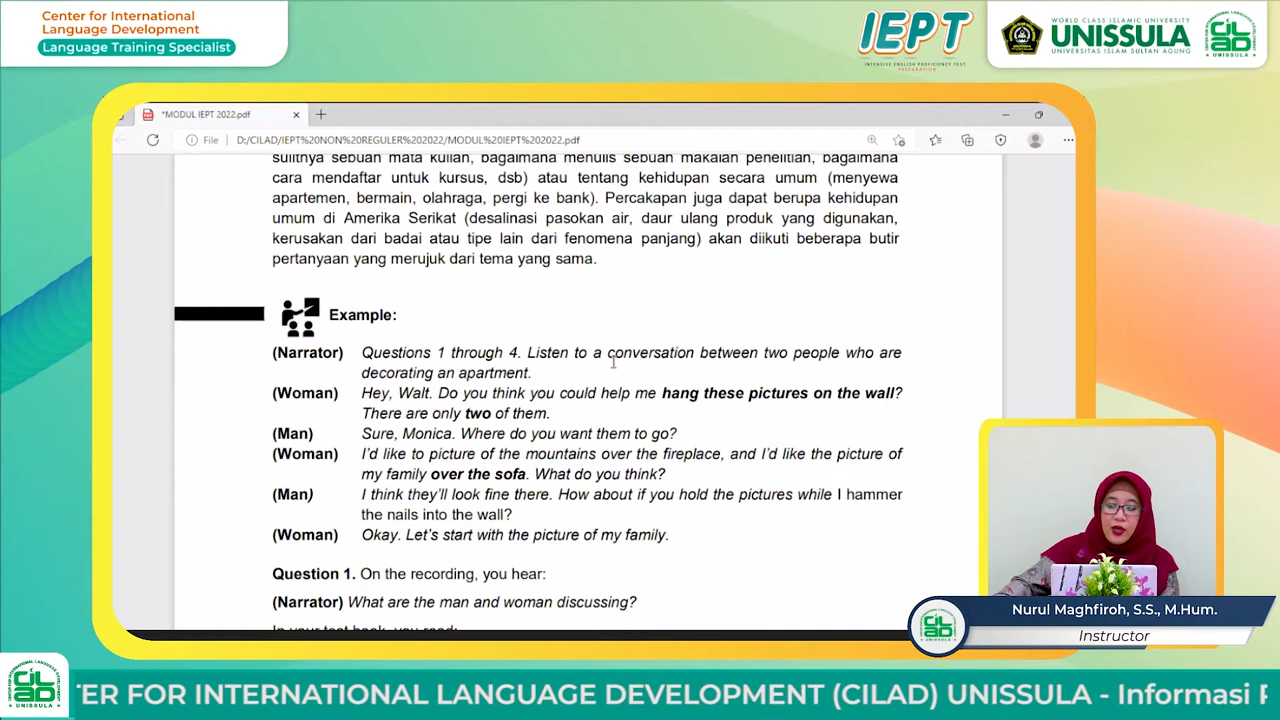 Center for International
Language Development
Language Training Specialist
IEPT
INTENSIVE ENGLISH PROFICIENCY TEST
PREPARATION
WORLD CLASS ISLAMIC UNIVERSITY
UNISSULA
UNIVERSITAS ISLAM SULTAN AGUNG
CILAD
UNISSULA
*MODUL IEPT 2022.pdf
File D:/CILAD/IEPT%20NON%20REGULER%202022/MODUL%20IEPT%202022.pdf
sulitnya sebuah mata kuliah, bagaimana menulis sebuah makalah penelitian, bagaimana
cara mendaftar untuk kursus, dsb) atau tentang kehidupan secara umum (menyewa
apartemen, bermain, olahraga, pergi ke bank). Percakapan juga dapat berupa kehidupan
umum di Amerika Serikat (desalinasi pasokan air, daur ulang produk yang digunakan,
kerusakan dari badai atau tipe lain dari fenomena panjang) akan diikuti beberapa butir
pertanyaan yang merujuk dari tema yang sama.
Example:
(Narrator) Questions 1 through 4. Listen to a conversation between two people who are
decorating an apartment.
(Woman) Hey, Walt. Do you think you could help me hang these pictures on the wall?
There are only two of them.
(Man) Sure, Monica. Where do you want them to go?
(Woman) I'd like to picture of the mountains over the fireplace, and I'd like the picture of
my family over the sofa. What do you think?
(Man) I think they'll look fine there. How about if you hold the pictures while I hammer
the nails into the wall?
(Woman) Okay. Let's start with the picture of my family.
Question 1. On the recording, you hear:
(Narrator) What are the man and woman discussing?
In your test book, you read:
Nurul Maghfiroh, S.S., M.Hum.
Instructor
CILAD
UNISSULA
TER FOR INTERNATIONAL LANGUAGE DEVELOPMENT (CILAD) UNISSULA - Informasi P